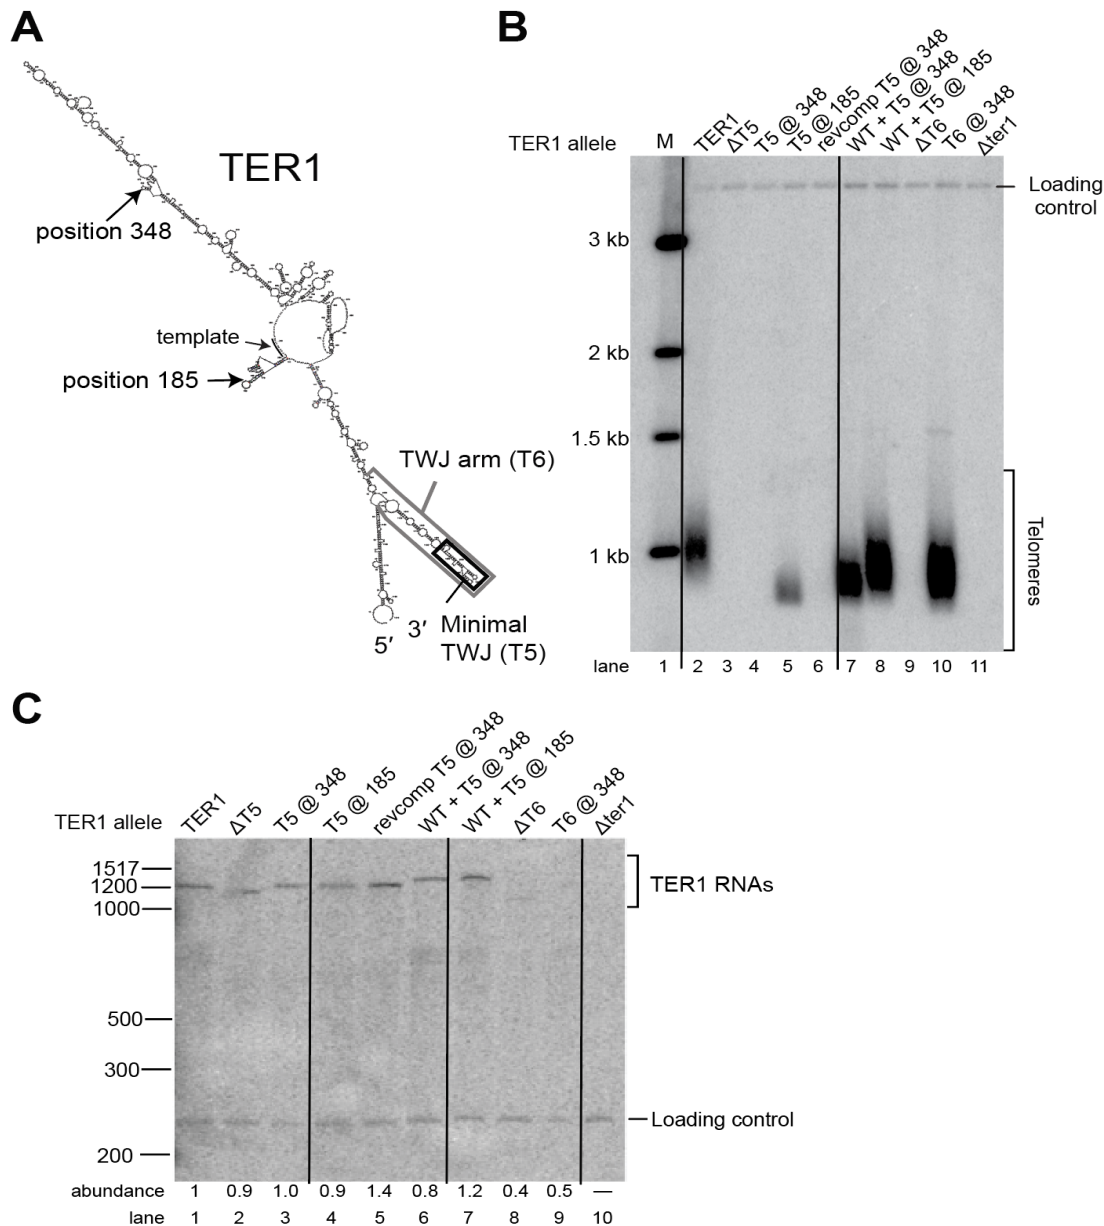 A
TER1
position 348
template
position 185
TWJ arm (T6)
5′ 3′
Minimal
TWJ (T5)
B
TER1 allele
M
TER1
ΔT5
T5 @ 348
T5 @ 185
revcomp T5 @ 348
WT + T5 @ 348
WT + T5 @ 185
ΔT6
T6 @ 348
Δter1
Loading
control
3 kb
2 kb
1.5 kb
1 kb
Telomeres
lane 1 2 3 4 5 6 7 8 9 10 11
C
TER1 allele
TER1
ΔT5
T5 @ 348
T5 @ 185
revcomp T5 @ 348
WT + T5 @ 348
WT + T5 @ 185
ΔT6
T6 @ 348
Δter1
1517
1200
1000
500
300
200
TER1 RNAs
Loading control
abundance 1 0.9 1.0 0.9 1.4 0.8 1.2 0.4 0.5 —
lane 1 2 3 4 5 6 7 8 9 10